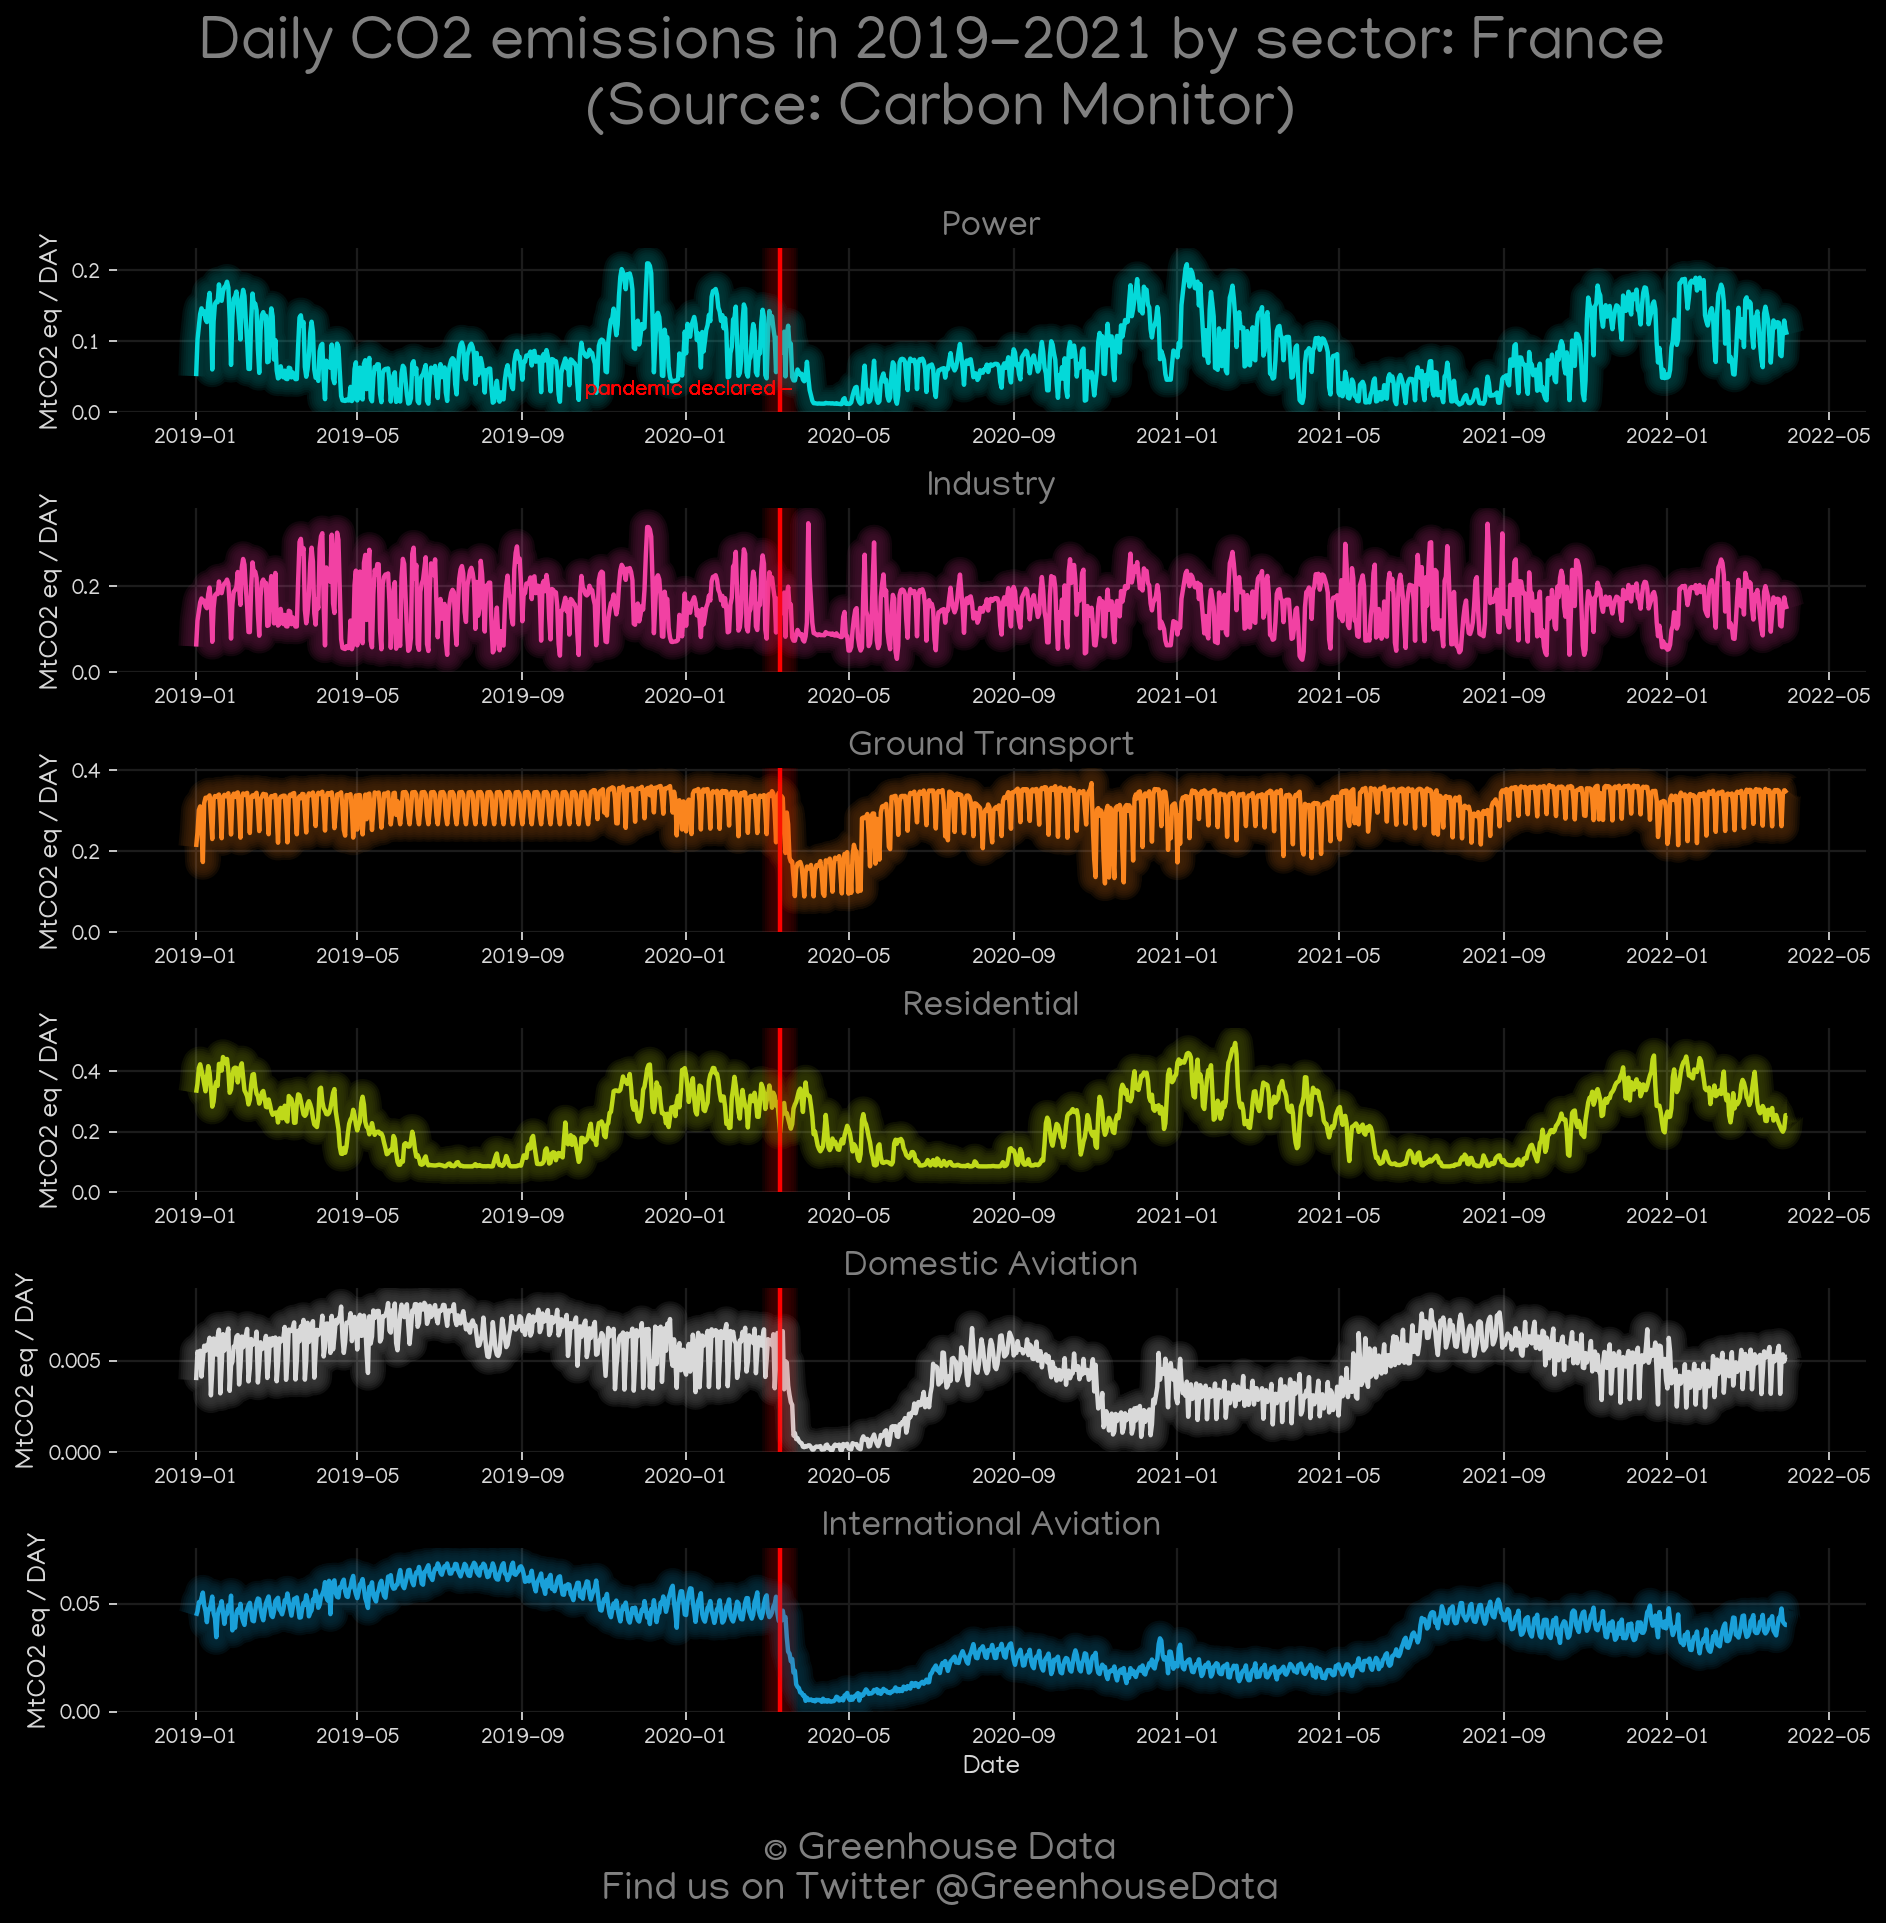 Daily CO2 emissions in 2019-2021 by sector: France
(Source: Carbon Monitor)
Power
MtCO2 eq / DAY
0.2
0.1
0.0
pandemic declared
2019-01 2019-05 2019-09 2020-01 2020-05 2020-09 2021-01 2021-05 2021-09 2022-01 2022-05
Industry
MtCO2 eq / DAY
0.2
0.0
2019-01 2019-05 2019-09 2020-01 2020-05 2020-09 2021-01 2021-05 2021-09 2022-01 2022-05
Ground Transport
MtCO2 eq / DAY
0.4
0.2
0.0
2019-01 2019-05 2019-09 2020-01 2020-05 2020-09 2021-01 2021-05 2021-09 2022-01 2022-05
Residential
MtCO2 eq / DAY
0.4
0.2
0.0
2019-01 2019-05 2019-09 2020-01 2020-05 2020-09 2021-01 2021-05 2021-09 2022-01 2022-05
Domestic Aviation
MtCO2 eq / DAY
0.005
0.000
2019-01 2019-05 2019-09 2020-01 2020-05 2020-09 2021-01 2021-05 2021-09 2022-01 2022-05
International Aviation
MtCO2 eq / DAY
0.05
0.00
2019-01 2019-05 2019-09 2020-01 2020-05 2020-09 2021-01 2021-05 2021-09 2022-01 2022-05
Date
© Greenhouse Data
Find us on Twitter @GreenhouseData